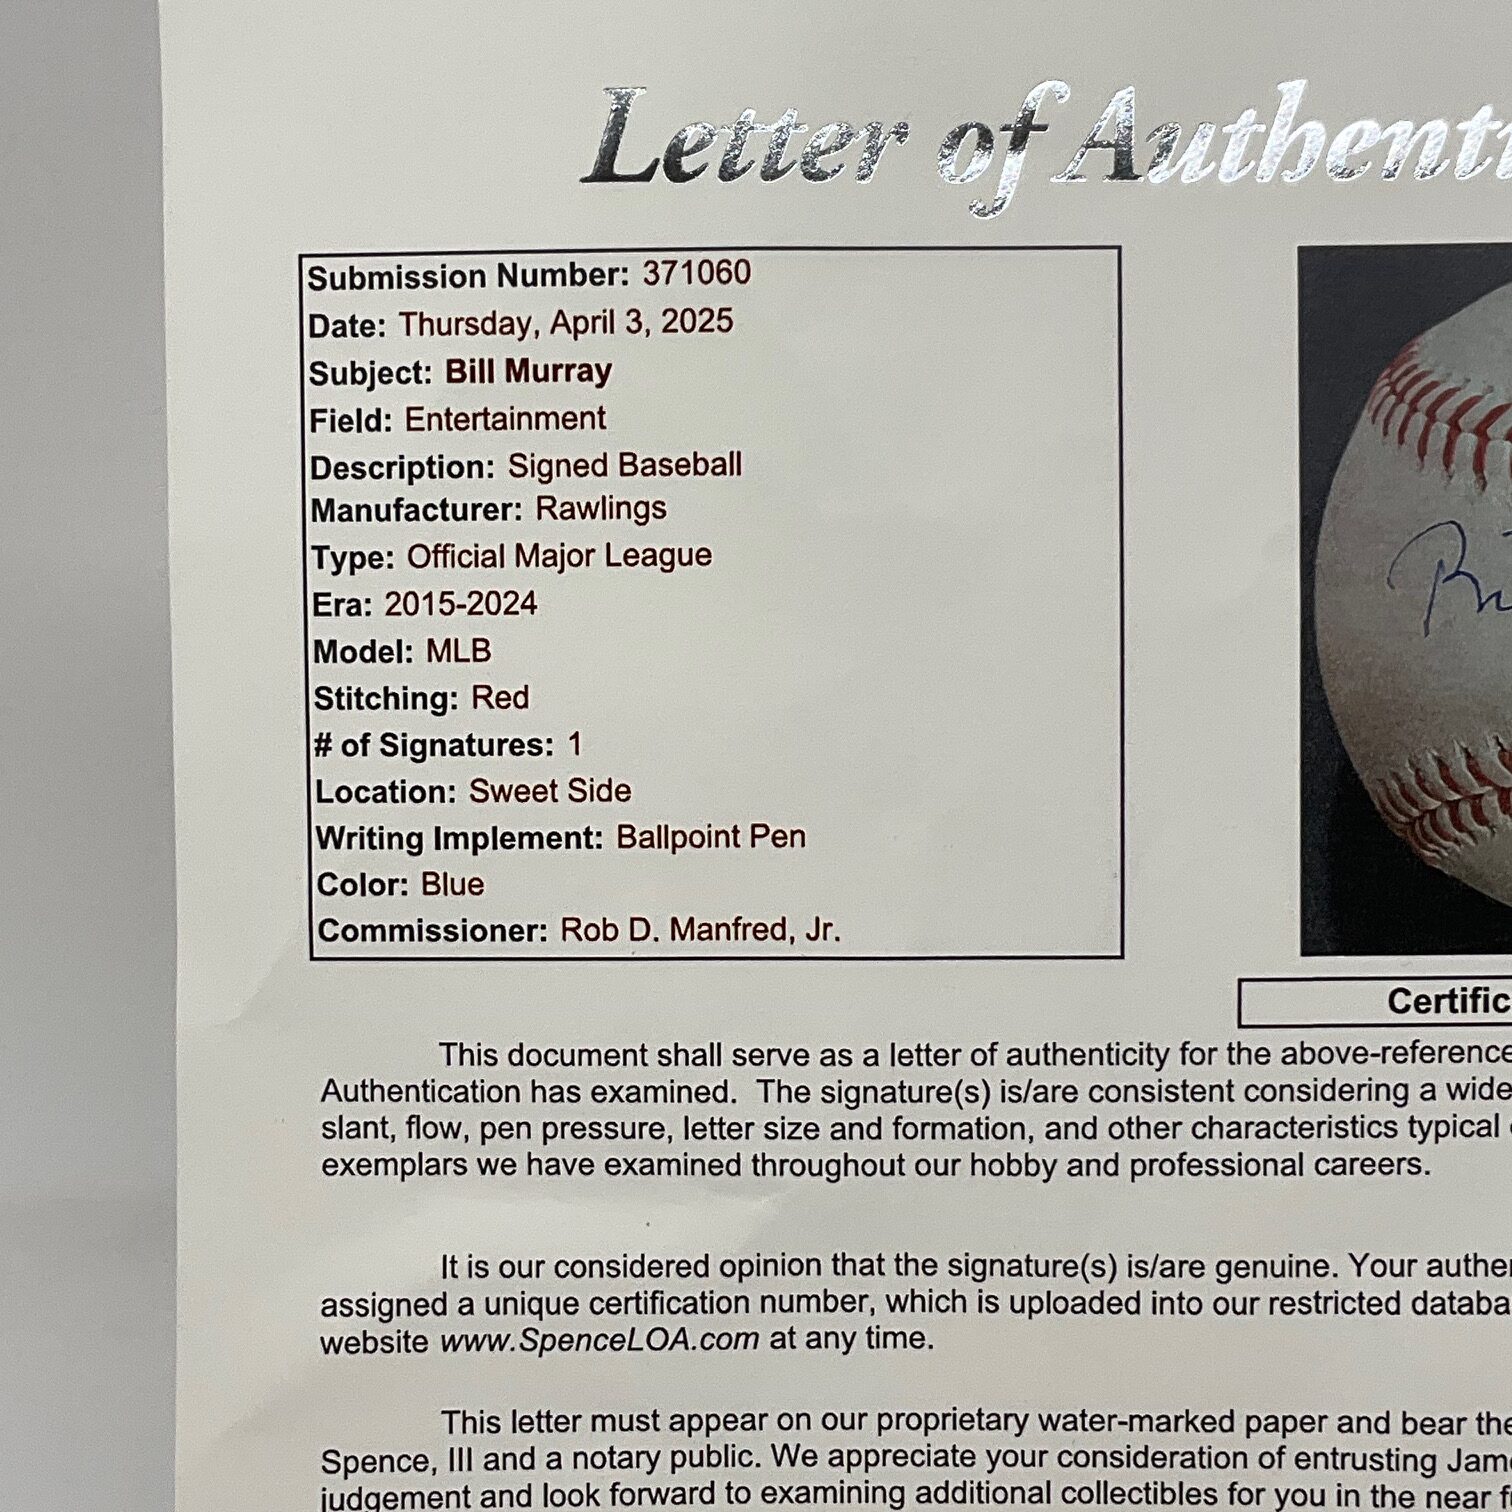 Letter of Authenti
Submission Number: 371060
Date: Thursday, April 3, 2025
Subject: Bill Murray
Field: Entertainment
Description: Signed Baseball
Manufacturer: Rawlings
Type: Official Major League
Era: 2015-2024
Model: MLB
Stitching: Red
# of Signatures: 1
Location: Sweet Side
Writing Implement: Ballpoint Pen
Color: Blue
Commissioner: Rob D. Manfred, Jr.
Certific
This document shall serve as a letter of authenticity for the above-reference
Authentication has examined. The signature(s) is/are consistent considering a wide
slant, flow, pen pressure, letter size and formation, and other characteristics typical
exemplars we have examined throughout our hobby and professional careers.
It is our considered opinion that the signature(s) is/are genuine. Your authe
assigned a unique certification number, which is uploaded into our restricted databa
website www.SpenceLOA.com at any time.
This letter must appear on our proprietary water-marked paper and bear the
Spence, III and a notary public. We appreciate your consideration of entrusting Jam
judgement and look forward to examining additional collectibles for you in the near